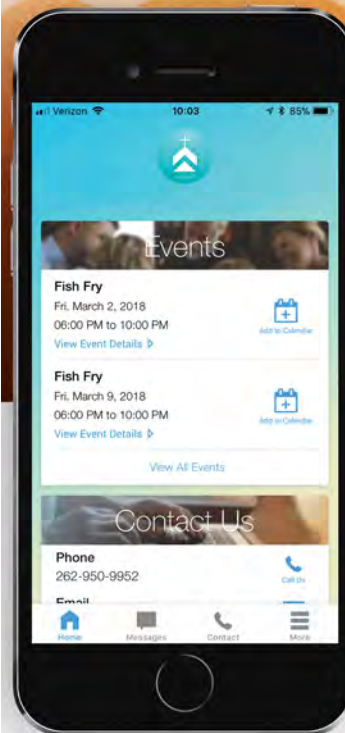 Verizon 10:03 85%
Events
Fish Fry
Fri. March 2, 2018
06:00 PM to 10:00 PM
View Event Details
Add to Calendar
Fish Fry
Fri. March 9, 2018
06:00 PM to 10:00 PM
View Event Details
Add to Calendar
View All Events
Contact Us
Phone
262-950-9952
Call Us
Email
Home Messages Contact More